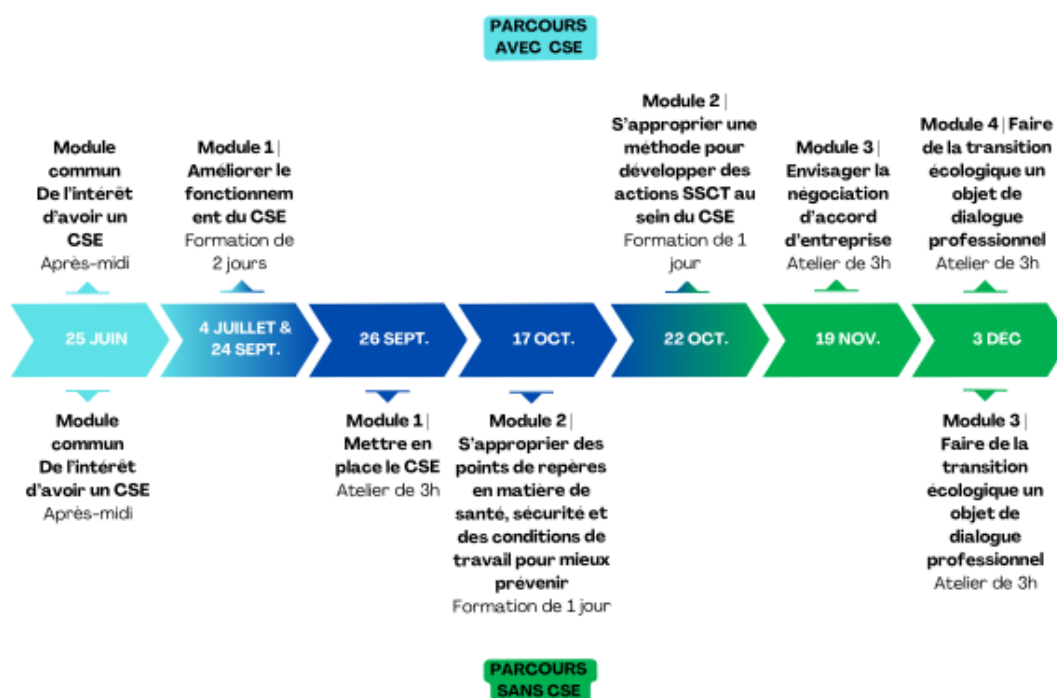 PARCOURS
AVEC CSE
Module
commun
De l'intérêt
d'avoir un
CSE
Après-midi
Module 1 |
Améliorer le
fonctionnem
ent du CSE
Formation de
2 jours
Module 2 |
S'approprier une
méthode pour
développer des
actions SSCT au
sein du CSE
Formation de 1
jour
Module 3 |
Envisager la
négociation
d'accord
d'entreprise
Atelier de 3h
Module 4 | Faire
de la transition
écologique un
objet de
dialogue
professionnel
Atelier de 3h
25 JUIN
4 JUILLET &
24 SEPT.
26 SEPT.
17 OCT.
22 OCT.
19 NOV.
3 DÉC
Module
commun
De l'intérêt
d'avoir un CSE
Après-midi
Module 1 |
Mettre en
place le CSE
Atelier de 3h
Module 2 |
S'approprier des
points de repères
en matière de
santé, sécurité et
des conditions de
travail pour mieux
prévenir
Formation de 1 jour
Module 3 |
Faire de la
transition
écologique un
objet de
dialogue
professionnel
Atelier de 3h
PARCOURS
SANS CSE